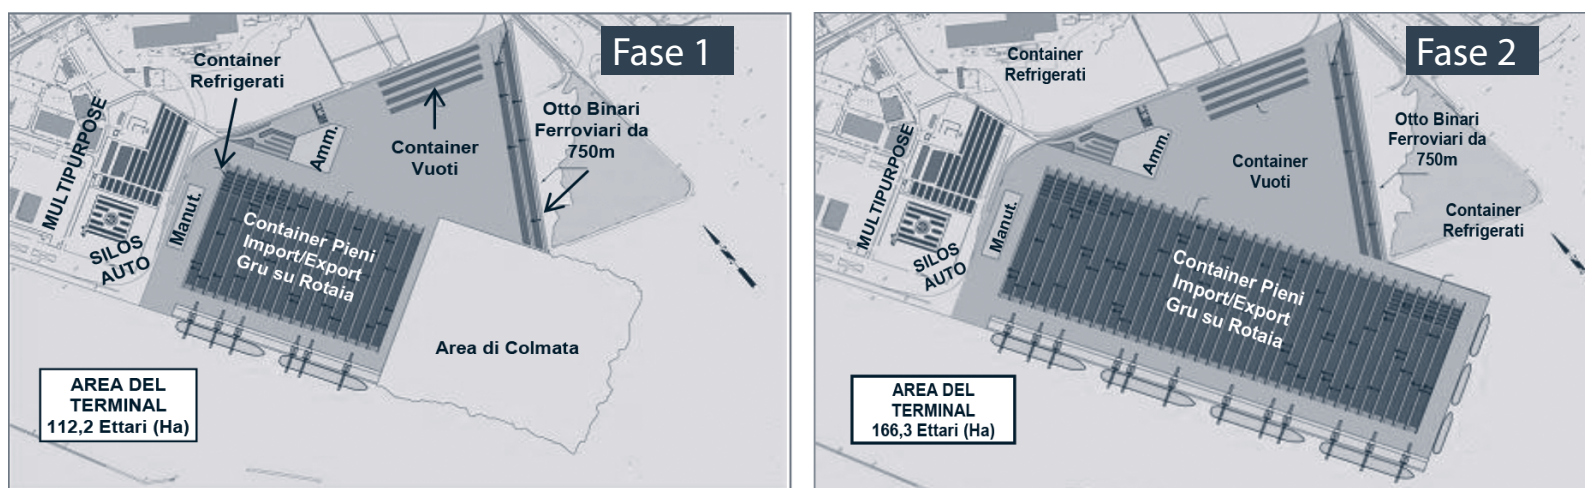 Fase 1
Container
Refrigerati
MULTIPURPOSE
Amm.
Container
Vuoti
Otto Binari
Ferroviari da
750m
Manut.
SILOS
AUTO
Container Pieni
Import/Export
Gru su Rotaia
Area di Colmata
AREA DEL
TERMINAL
112,2 Ettari (Ha)
Fase 2
Container
Refrigerati
MULTIPURPOSE
Amm.
Container
Vuoti
Otto Binari
Ferroviari da
750m
Container
Refrigerati
Manut.
SILOS
AUTO
Container Pieni
Import/Export
Gru su Rotaia
AREA DEL
TERMINAL
166,3 Ettari (Ha)